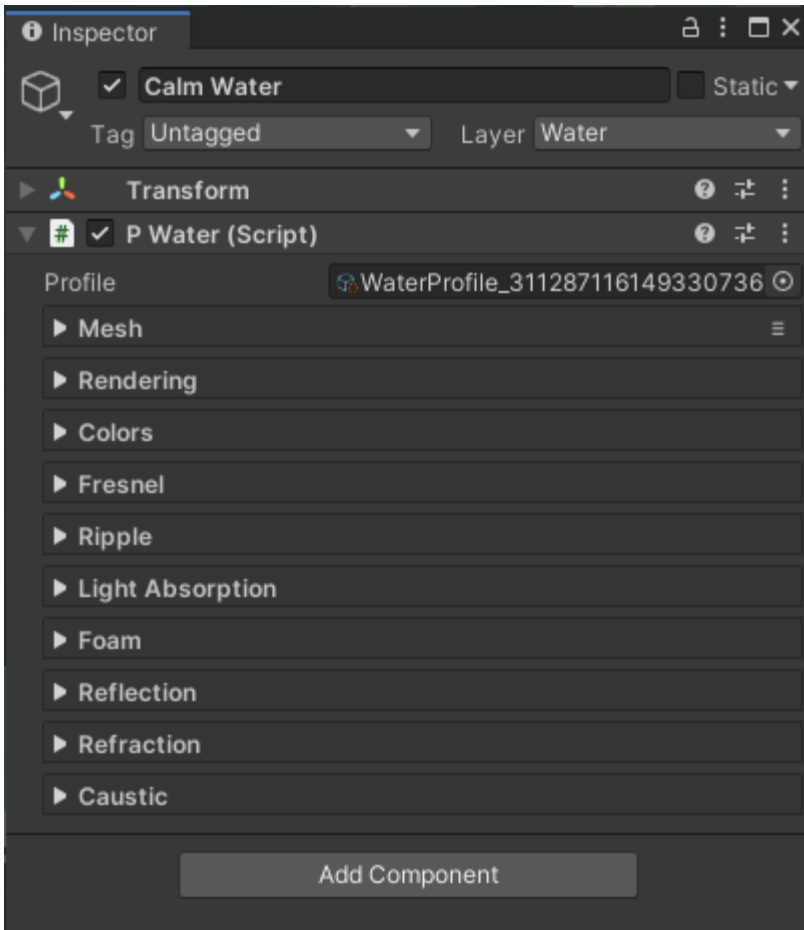 Inspector
Calm Water Static
Tag Untagged Layer Water
Transform
# P Water (Script)
Profile WaterProfile_311287116149330736
Mesh
Rendering
Colors
Fresnel
Ripple
Light Absorption
Foam
Reflection
Refraction
Caustic
Add Component